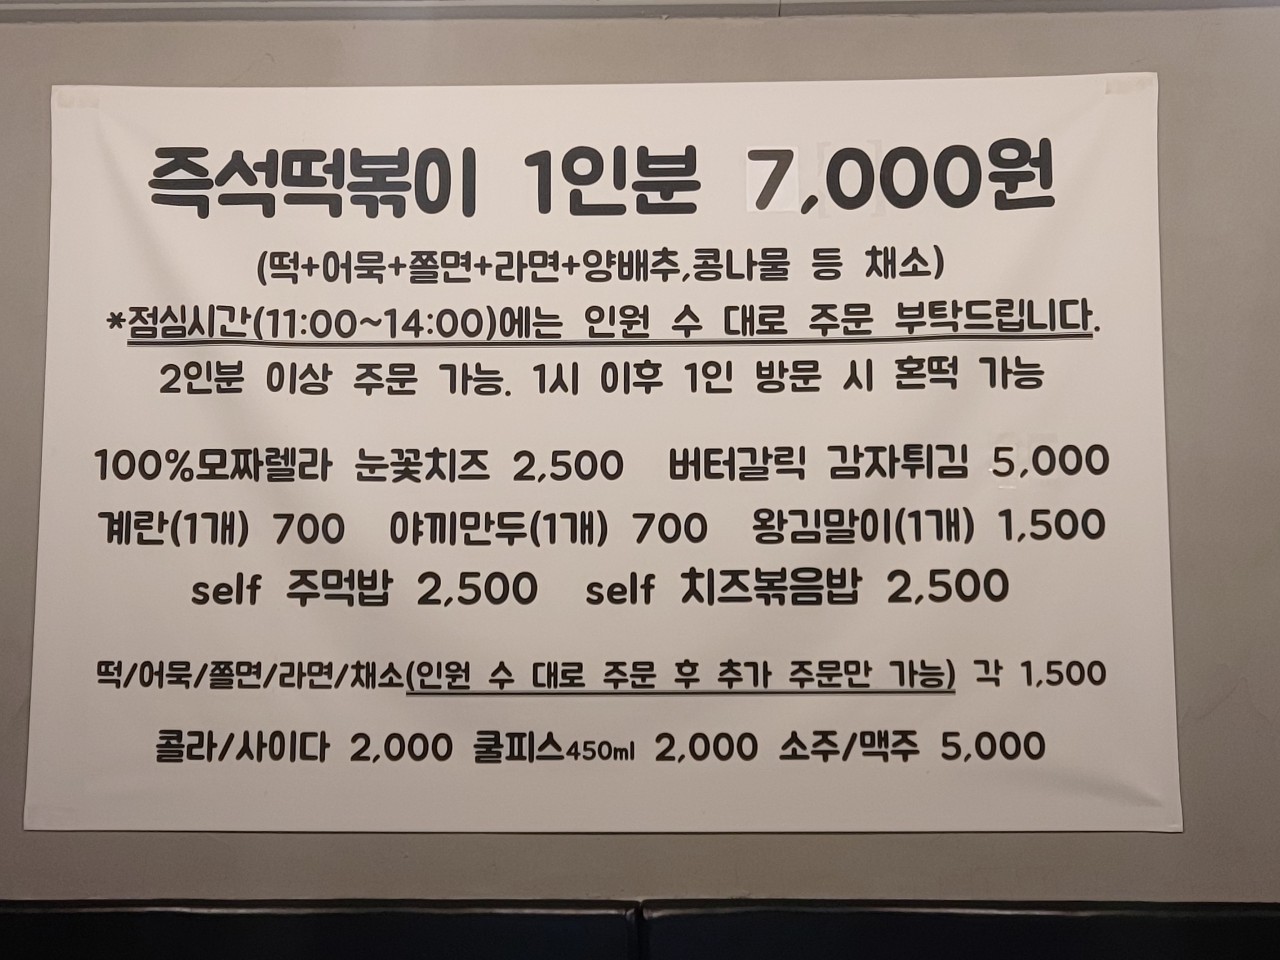 즉석떡볶이 1인분 7,000원
(떡+어묵+쫄면+라면+양배추,콩나물 등 채소)
*점심시간(11:00~14:00)에는 인원 수 대로 주문 부탁드립니다.
2인분 이상 주문 가능. 1시 이후 1인 방문 시 혼떡 가능
100%모짜렐라 눈꽃치즈 2,500 버터갈릭 감자튀김 5,000
계란(1개) 700 야끼만두(1개) 700 왕김말이(1개) 1,500
self 주먹밥 2,500 self 치즈볶음밥 2,500
떡/어묵/쫄면/라면/채소(인원 수 대로 주문 후 추가 주문만 가능) 각 1,500
콜라/사이다 2,000 쿨피스450ml 2,000 소주/맥주 5,000